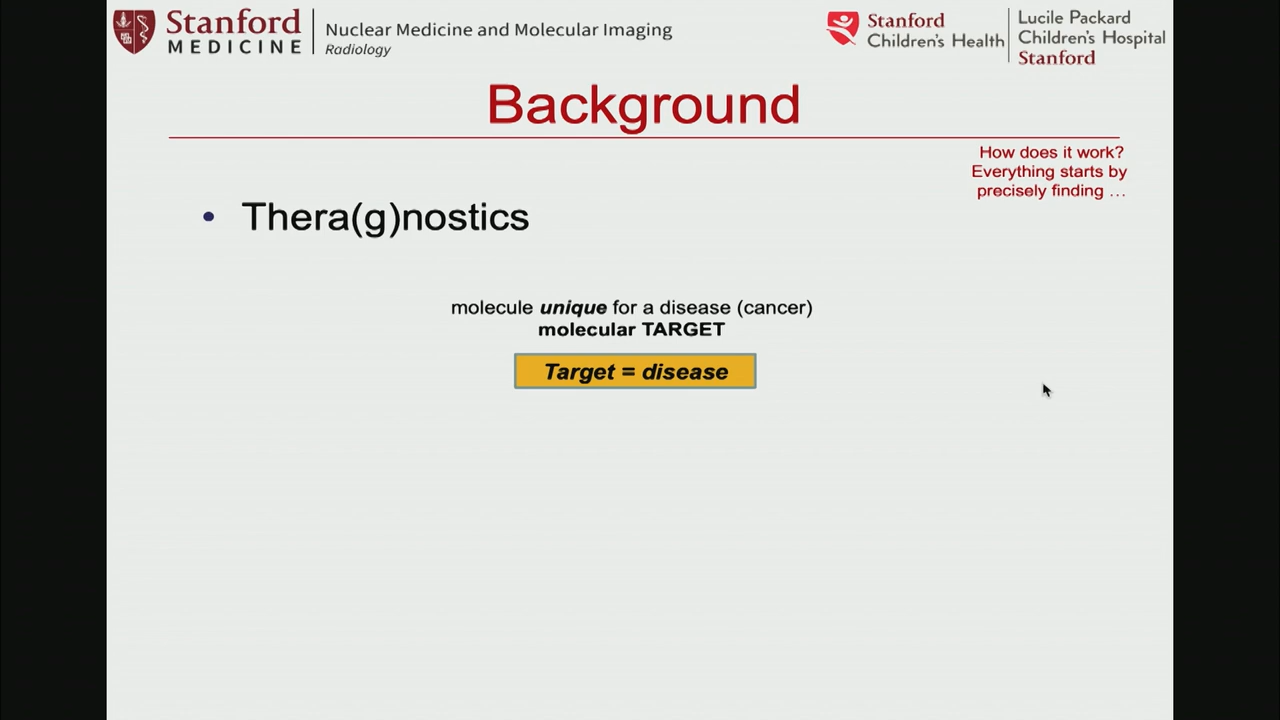 Stanford
MEDICINE
Nuclear Medicine and Molecular Imaging
Radiology
Stanford
Children's Health
Lucile Packard
Children's Hospital
Stanford
Background
How does it work?
Everything starts by
precisely finding ...
• Thera(g)nostics
molecule unique for a disease (cancer)
molecular TARGET
Target = disease